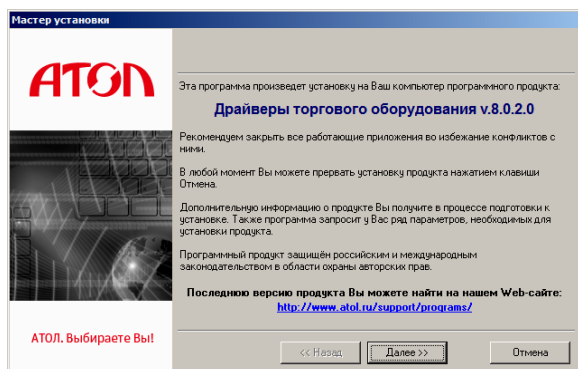 Мастер установки
АТОЛ
Эта программа произведет установку на Ваш компьютер программного продукта:
Драйверы торгового оборудования v.8.0.2.0
Рекомендуем закрыть все работающие приложения во избежание конфликтов с
ними.
В любой момент Вы можете прервать установку продукта нажатием клавиши
Отмена.
Дополнительную информацию о продукте Вы получите в процессе подготовки к
установке. Также программа запросит у Вас ряд параметров, необходимых для
установки продукта.
Программный продукт защищён российским и международным
законодательством в области охраны авторских прав.
Последнюю версию продукта Вы можете найти на нашем Web-сайте:
http://www.atol.ru/support/programs/
АТОЛ. Выбираете Вы!
<< Назад
Далее >>
Отмена